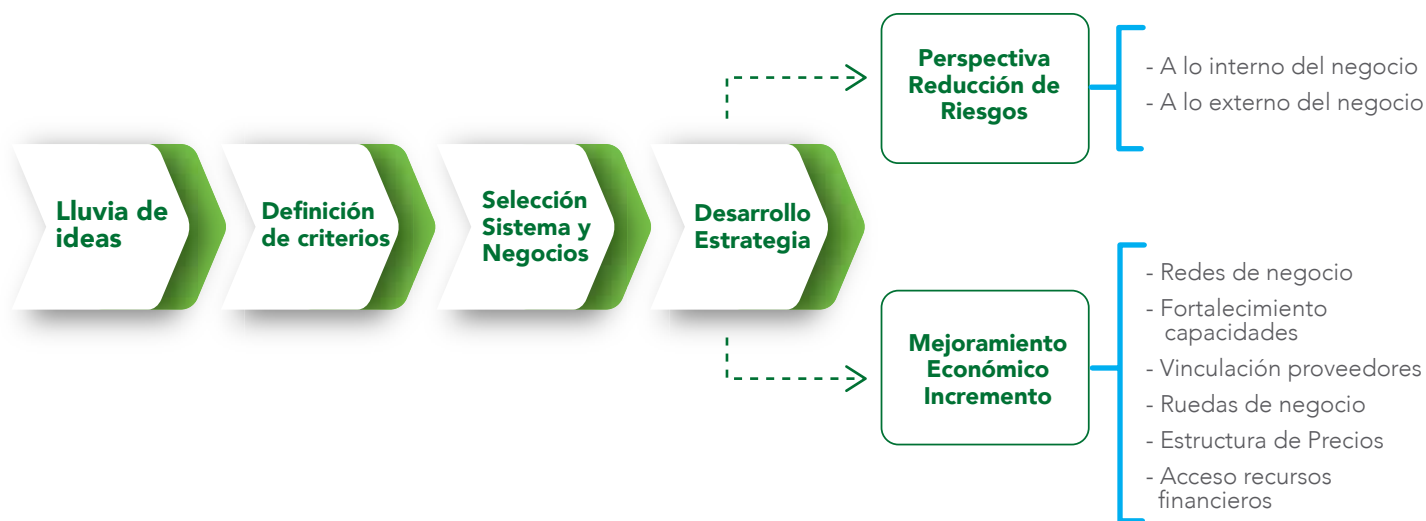 Lluvia de
ideas
Definición
de criterios
Selección
Sistema y
Negocios
Desarrollo
Estrategia
Perspectiva
Reducción de
Riesgos
- A lo interno del negocio
- A lo externo del negocio
Mejoramiento
Económico
Incremento
- Redes de negocio
- Fortalecimiento
capacidades
- Vinculación proveedores
- Ruedas de negocio
- Estructura de Precios
- Acceso recursos
financieros